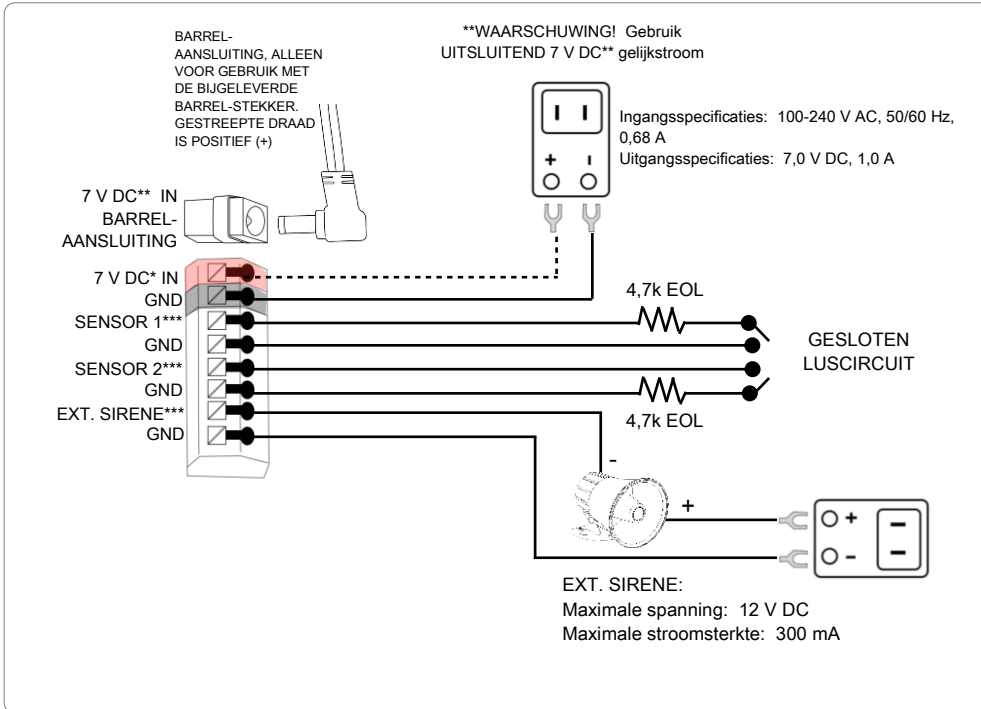 BARREL-
AANSLUITING, ALLEEN
VOOR GEBRUIK MET
DE BIJGELEVERDE
BARREL-STEKKER.
GESTREEPTE DRAAD
IS POSITIEF (+)
**WAARSCHUWING! Gebruik
UITSLUITEND 7 V DC** gelijkstroom
+ -
Ingangsspecificaties: 100-240 V AC, 50/60 Hz,
0,68 A
Uitgangsspecificaties: 7,0 V DC, 1,0 A
7 V DC** IN
BARREL-
AANSLUITING
7 V DC* IN
GND
SENSOR 1***
GND
SENSOR 2***
GND
EXT. SIRENE***
GND
4,7k EOL
GESLOTEN
LUSCIRCUIT
4,7k EOL
-
+
+
-
EXT. SIRENE:
Maximale spanning: 12 V DC
Maximale stroomsterkte: 300 mA